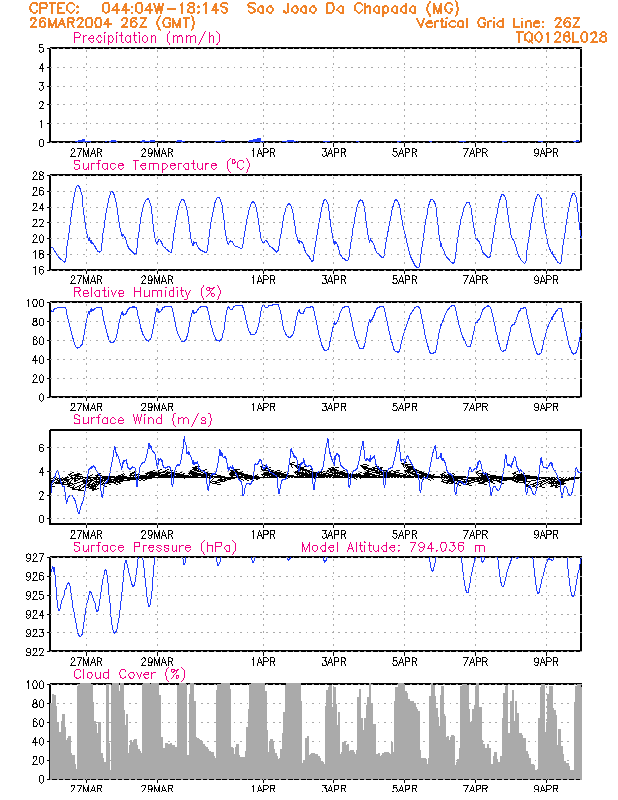 CPTEC: 044:04W-18:14S Sao Joao Da Chapada (MG)
26MAR2004 26Z (GMT) Vertical Grid Line: 26Z
Precipitation (mm/h) TQ0126L028
5
4
3
2
1
0
27MAR 29MAR 1APR 3APR 5APR 7APR 9APR
Surface Temperature (°C)
28
26
24
22
20
18
16
27MAR 29MAR 1APR 3APR 5APR 7APR 9APR
Relative Humidity (%)
100
80
60
40
20
0
27MAR 29MAR 1APR 3APR 5APR 7APR 9APR
Surface Wind (m/s)
6
4
2
0
27MAR 29MAR 1APR 3APR 5APR 7APR 9APR
Surface Pressure (hPa) Model Altitude: 794.036 m
927
926
925
924
923
922
27MAR 29MAR 1APR 3APR 5APR 7APR 9APR
Cloud Cover (%)
100
80
60
40
20
0
27MAR 29MAR 1APR 3APR 5APR 7APR 9APR